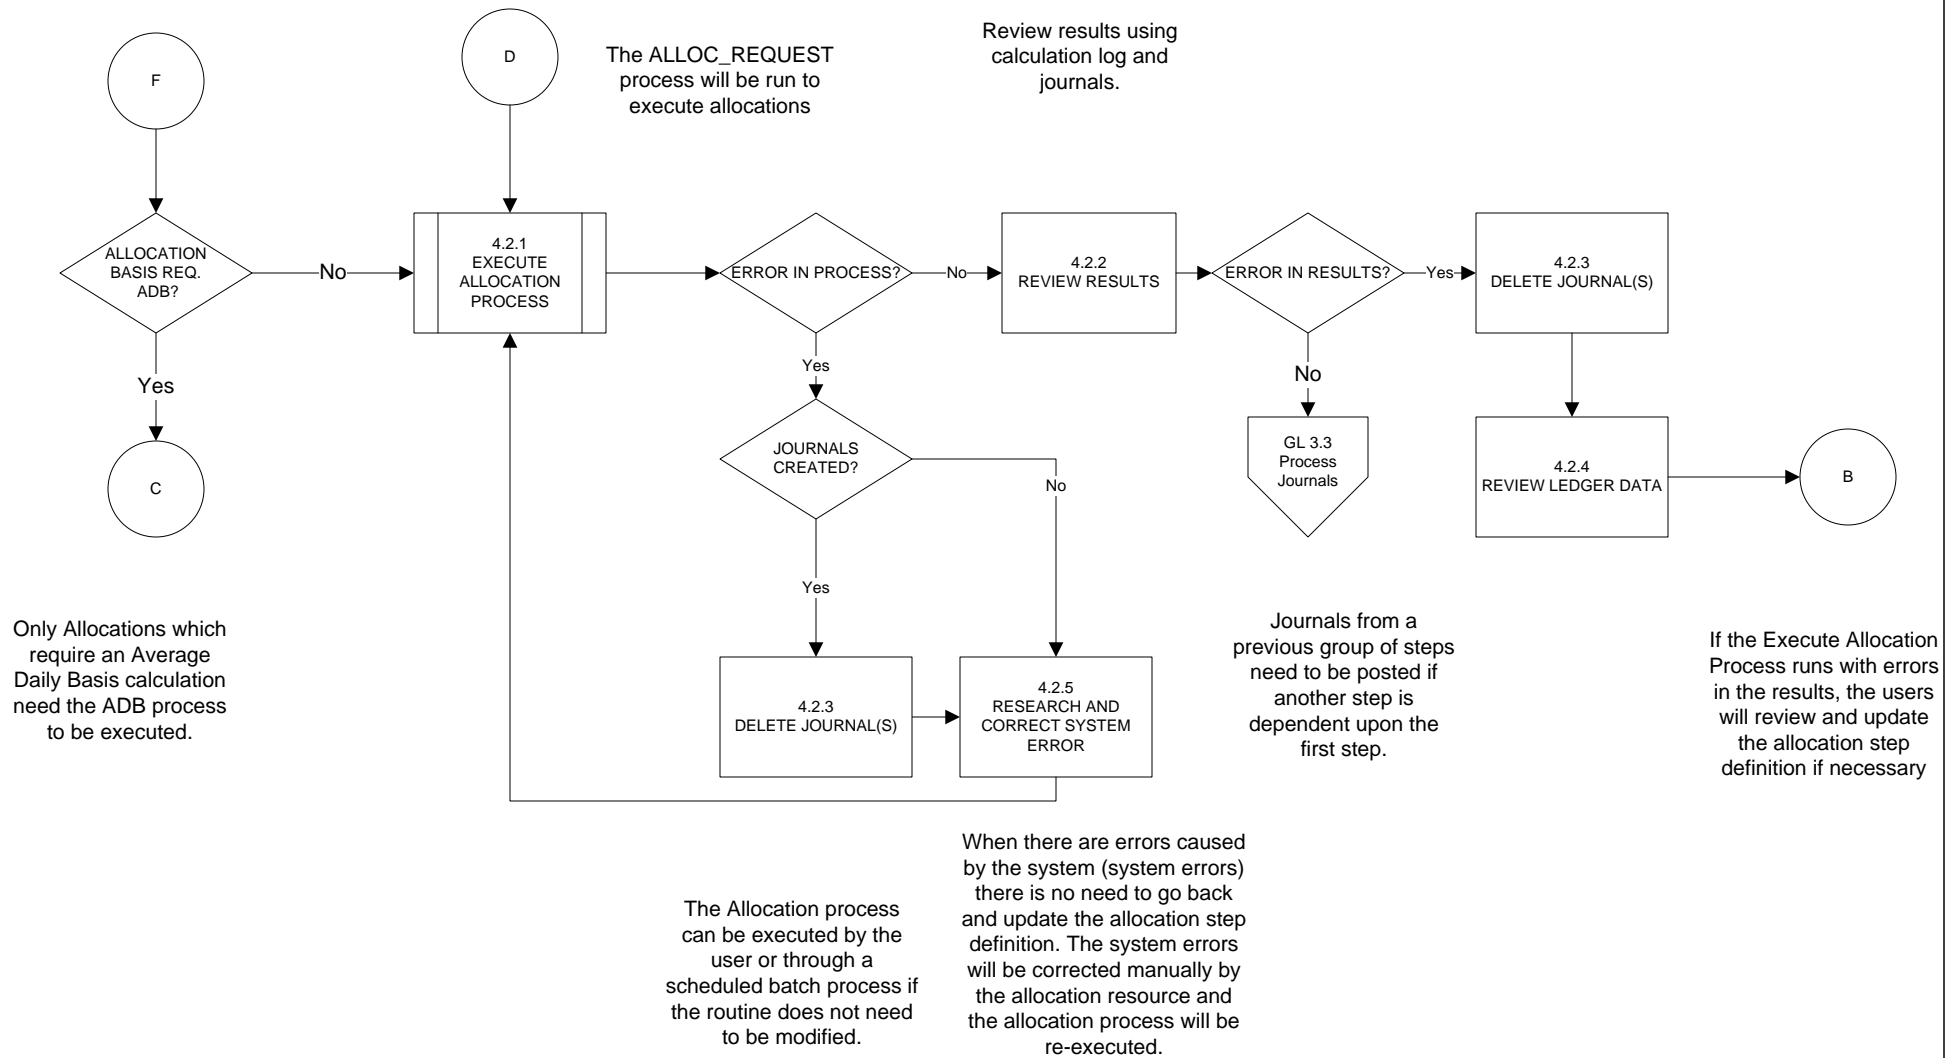 F
D
The ALLOC_REQUEST
process will be run to
execute allocations
Review results using
calculation log and
journals.
ALLOCATION
BASIS REQ.
ADB?
No
4.2.1
EXECUTE
ALLOCATION
PROCESS
ERROR IN PROCESS?
No
4.2.2
REVIEW RESULTS
ERROR IN RESULTS?
Yes
4.2.3
DELETE JOURNAL(S)
Yes
Yes
No
C
JOURNALS
CREATED?
No
GL 3.3
Process
Journals
4.2.4
REVIEW LEDGER DATA
B
Yes
Only Allocations which
require an Average
Daily Basis calculation
need the ADB process
to be executed.
4.2.3
DELETE JOURNAL(S)
4.2.5
RESEARCH AND
CORRECT SYSTEM
ERROR
Journals from a
previous group of steps
need to be posted if
another step is
dependent upon the
first step.
If the Execute Allocation
Process runs with errors
in the results, the users
will review and update
the allocation step
definition if necessary
The Allocation process
can be executed by the
user or through a
scheduled batch process if
the routine does not need
to be modified.
When there are errors caused
by the system (system errors)
there is no need to go back
and update the allocation step
definition. The system errors
will be corrected manually by
the allocation resource and
the allocation process will be
re-executed.